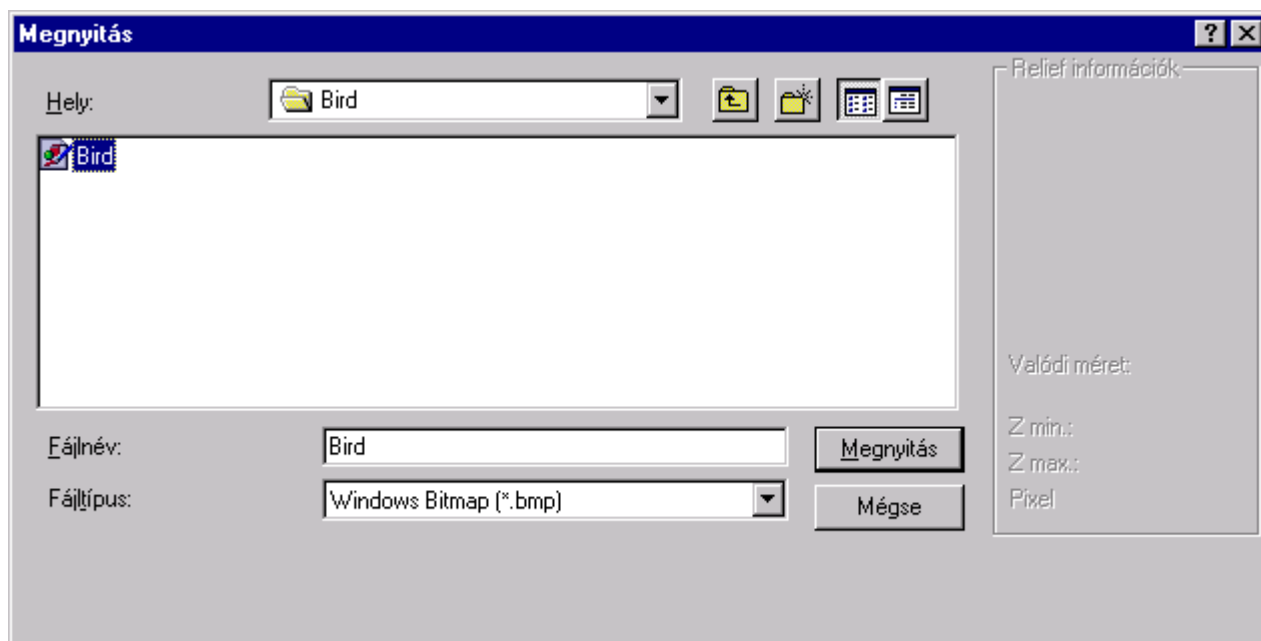 Megnyitás
Hely:
Bird
Bird
Fájlnév:
Bird
Megnyitás
Fájltípus:
Windows Bitmap (*.bmp)
Mégse
Relief információk
Valódi méret:
Z min.:
Z max.:
Pixel